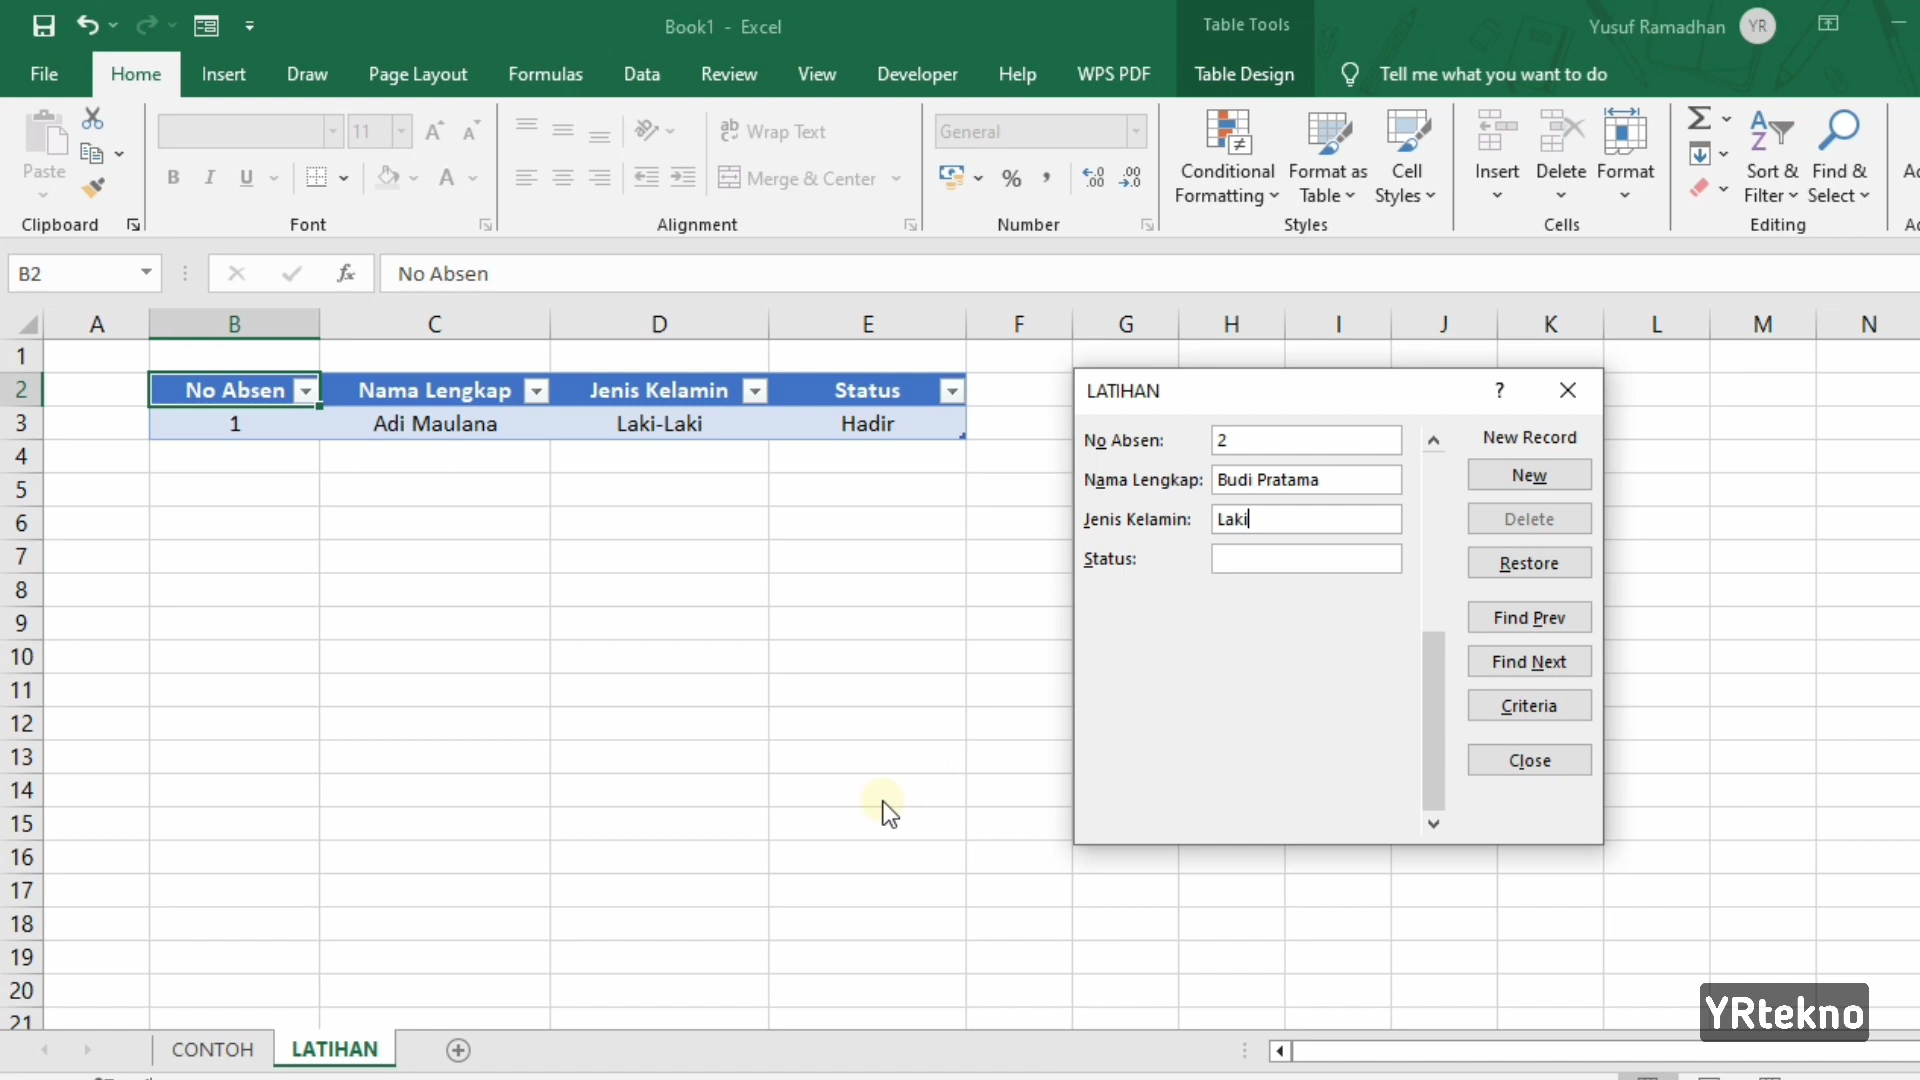 Book1 - Excel
Table Tools
Yusuf Ramadhan
YR
File
Home
Insert
Draw
Page Layout
Formulas
Data
Review
View
Developer
Help
WPS PDF
Table Design
Tell me what you want to do
Paste
11
B I U
A
Wrap Text
Merge & Center
General
%
Conditional Formatting
Format as Table
Cell Styles
Insert
Delete
Format
Sort & Filter
Find & Select
Clipboard
Font
Alignment
Number
Styles
Cells
Editing
B2
fx
No Absen
A B C D E F G H I J K L M N
1
2 No Absen Nama Lengkap Jenis Kelamin Status
3 1 Adi Maulana Laki-Laki Hadir
4
5
6
7
8
9
10
11
12
13
14
15
16
17
18
19
20
21
LATIHAN
?
No Absen: 2
Nama Lengkap: Budi Pratama
Jenis Kelamin: Laki
Status:
New Record
New
Delete
Restore
Find Prev
Find Next
Criteria
Close
YRtekno
CONTOH
LATIHAN